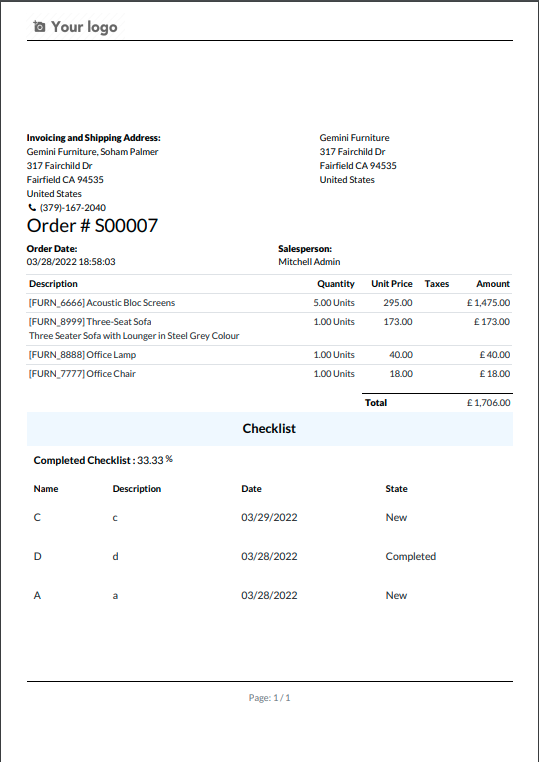 Your logo
Invoicing and Shipping Address:
Gemini Furniture, Soham Palmer
317 Fairchild Dr
Fairfield CA 94535
United States
(379)-167-2040
Gemini Furniture
317 Fairchild Dr
Fairfield CA 94535
United States
Order # S00007
Order Date: Salesperson:
03/28/2022 18:58:03 Mitchell Admin
Description Quantity Unit Price Taxes Amount
[FURN_6666] Acoustic Bloc Screens 5.00 Units 295.00 £ 1,475.00
[FURN_8999] Three-Seat Sofa 1.00 Units 173.00 £ 173.00
Three Seater Sofa with Lounger in Steel Grey Colour
[FURN_8888] Office Lamp 1.00 Units 40.00 £ 40.00
[FURN_7777] Office Chair 1.00 Units 18.00 £ 18.00
Total £ 1,706.00
Checklist
Completed Checklist : 33.33 %
Name Description Date State
C c 03/29/2022 New
D d 03/28/2022 Completed
A a 03/28/2022 New
Page: 1 / 1